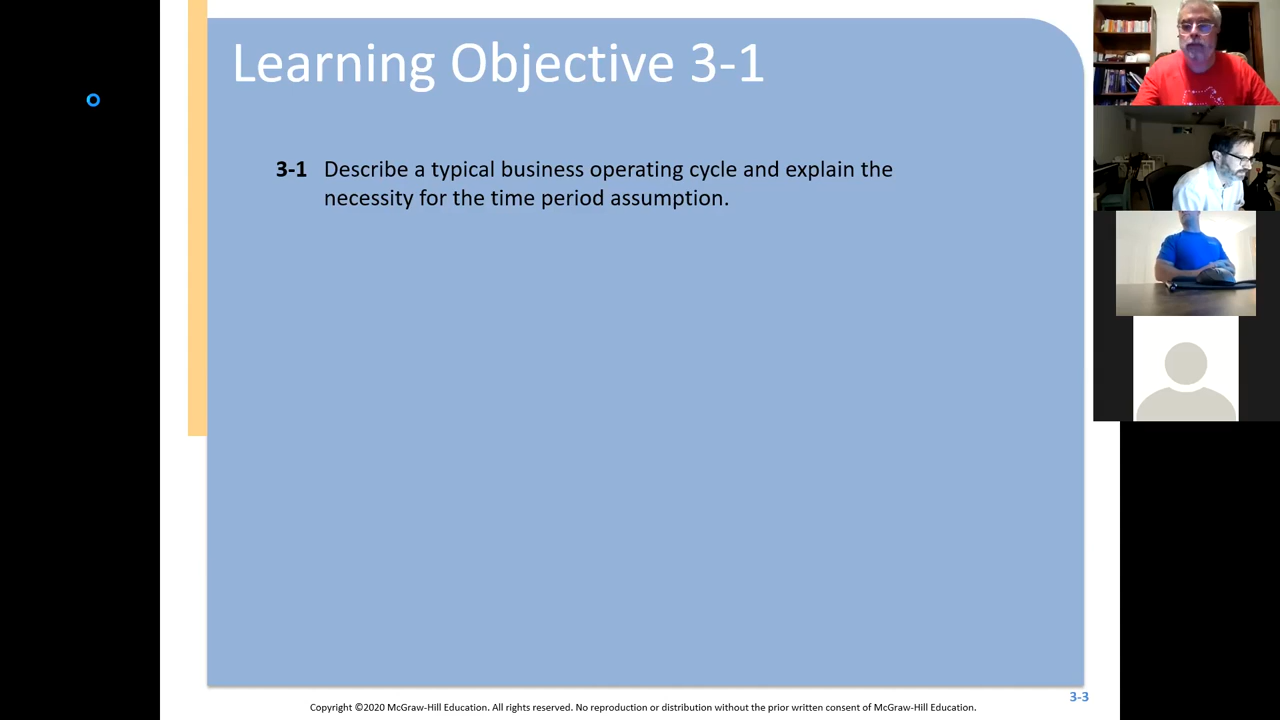 Learning Objective 3-1
3-1 Describe a typical business operating cycle and explain the
necessity for the time period assumption.
3-3
Copyright ©2020 McGraw-Hill Education. All rights reserved. No reproduction or distribution without the prior written consent of McGraw-Hill Education.